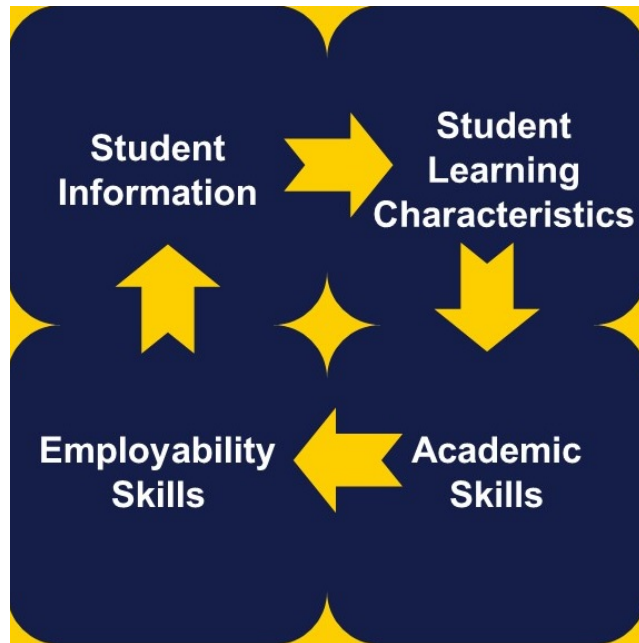 Student
Information
Student
Learning
Characteristics
Employability
Skills
Academic
Skills